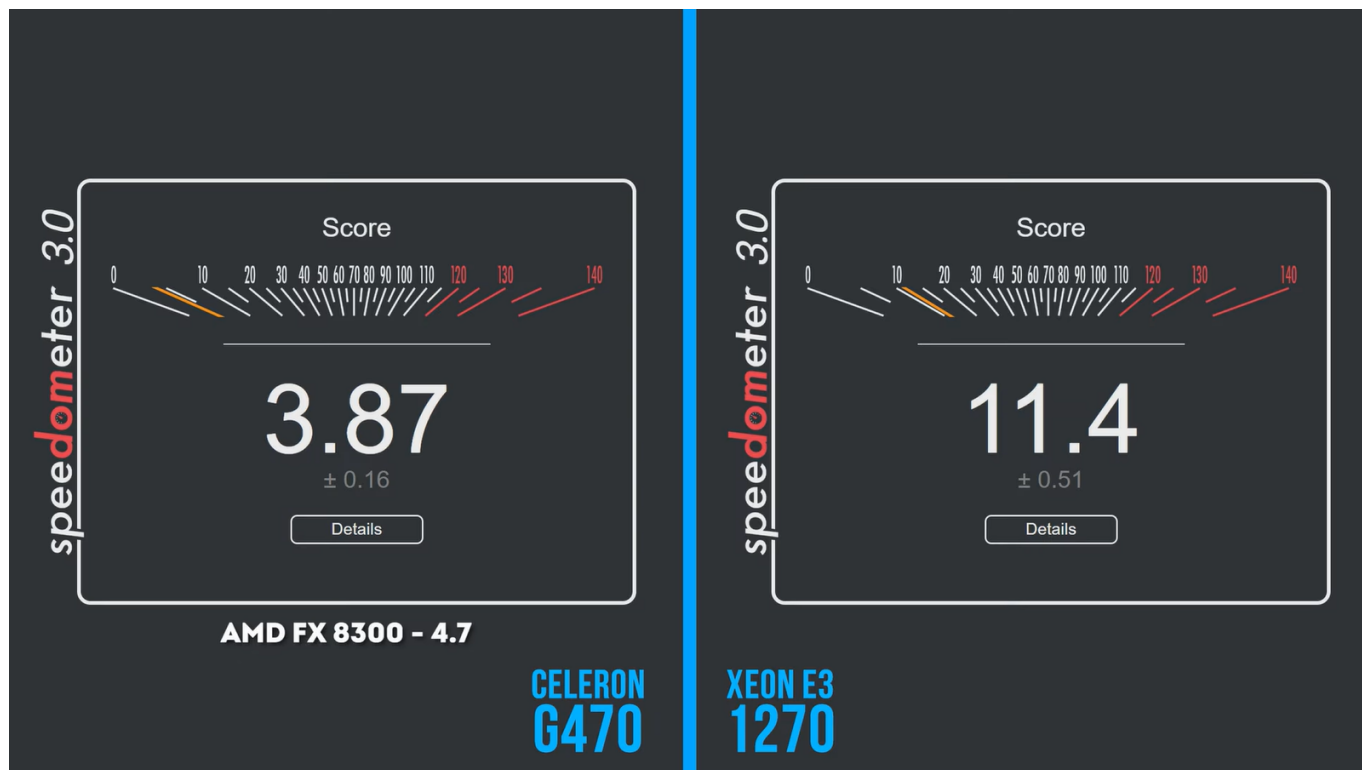 speedometer 3.0
Score
0 10 20 30 40 50 60 70 80 90 100 110 120 130 140
3.87
± 0.16
Details
AMD FX 8300 - 4.7
CELERON
G470
speedometer 3.0
Score
0 10 20 30 40 50 60 70 80 90 100 110 120 130 140
11.4
± 0.51
Details
XEON E3
1270